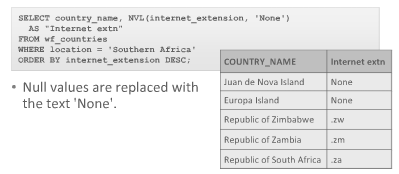 SELECT country_name, NVL(internet_extension, 'None')
AS "Internet extn"
FROM wf_countries
WHERE location = 'Southern Africa'
ORDER BY internet_extension DESC;
• Null values are replaced with
the text 'None'.
COUNTRY_NAME Internet extn
Juan de Nova Island None
Europa Island None
Republic of Zimbabwe .zw
Republic of Zambia .zm
Republic of South Africa .za